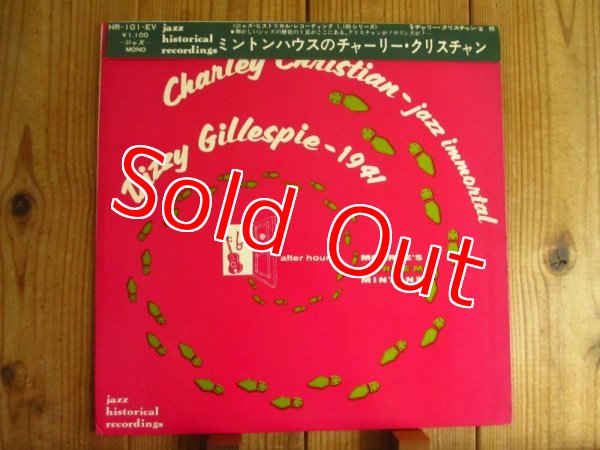 HR-101-EV
¥1,100
—ジャズ—
MONO
jazz
historical
recordings
〈ジャズ・ヒストリカル・レコーディング 1,100シリーズ〉
ミントンハウスのチャーリー・クリスチャン
Charley Christian - jazz immortal
Dizzy Gillespie - 1941
Sold Out
after hour
MINTON'S
jazz
historical
recordings